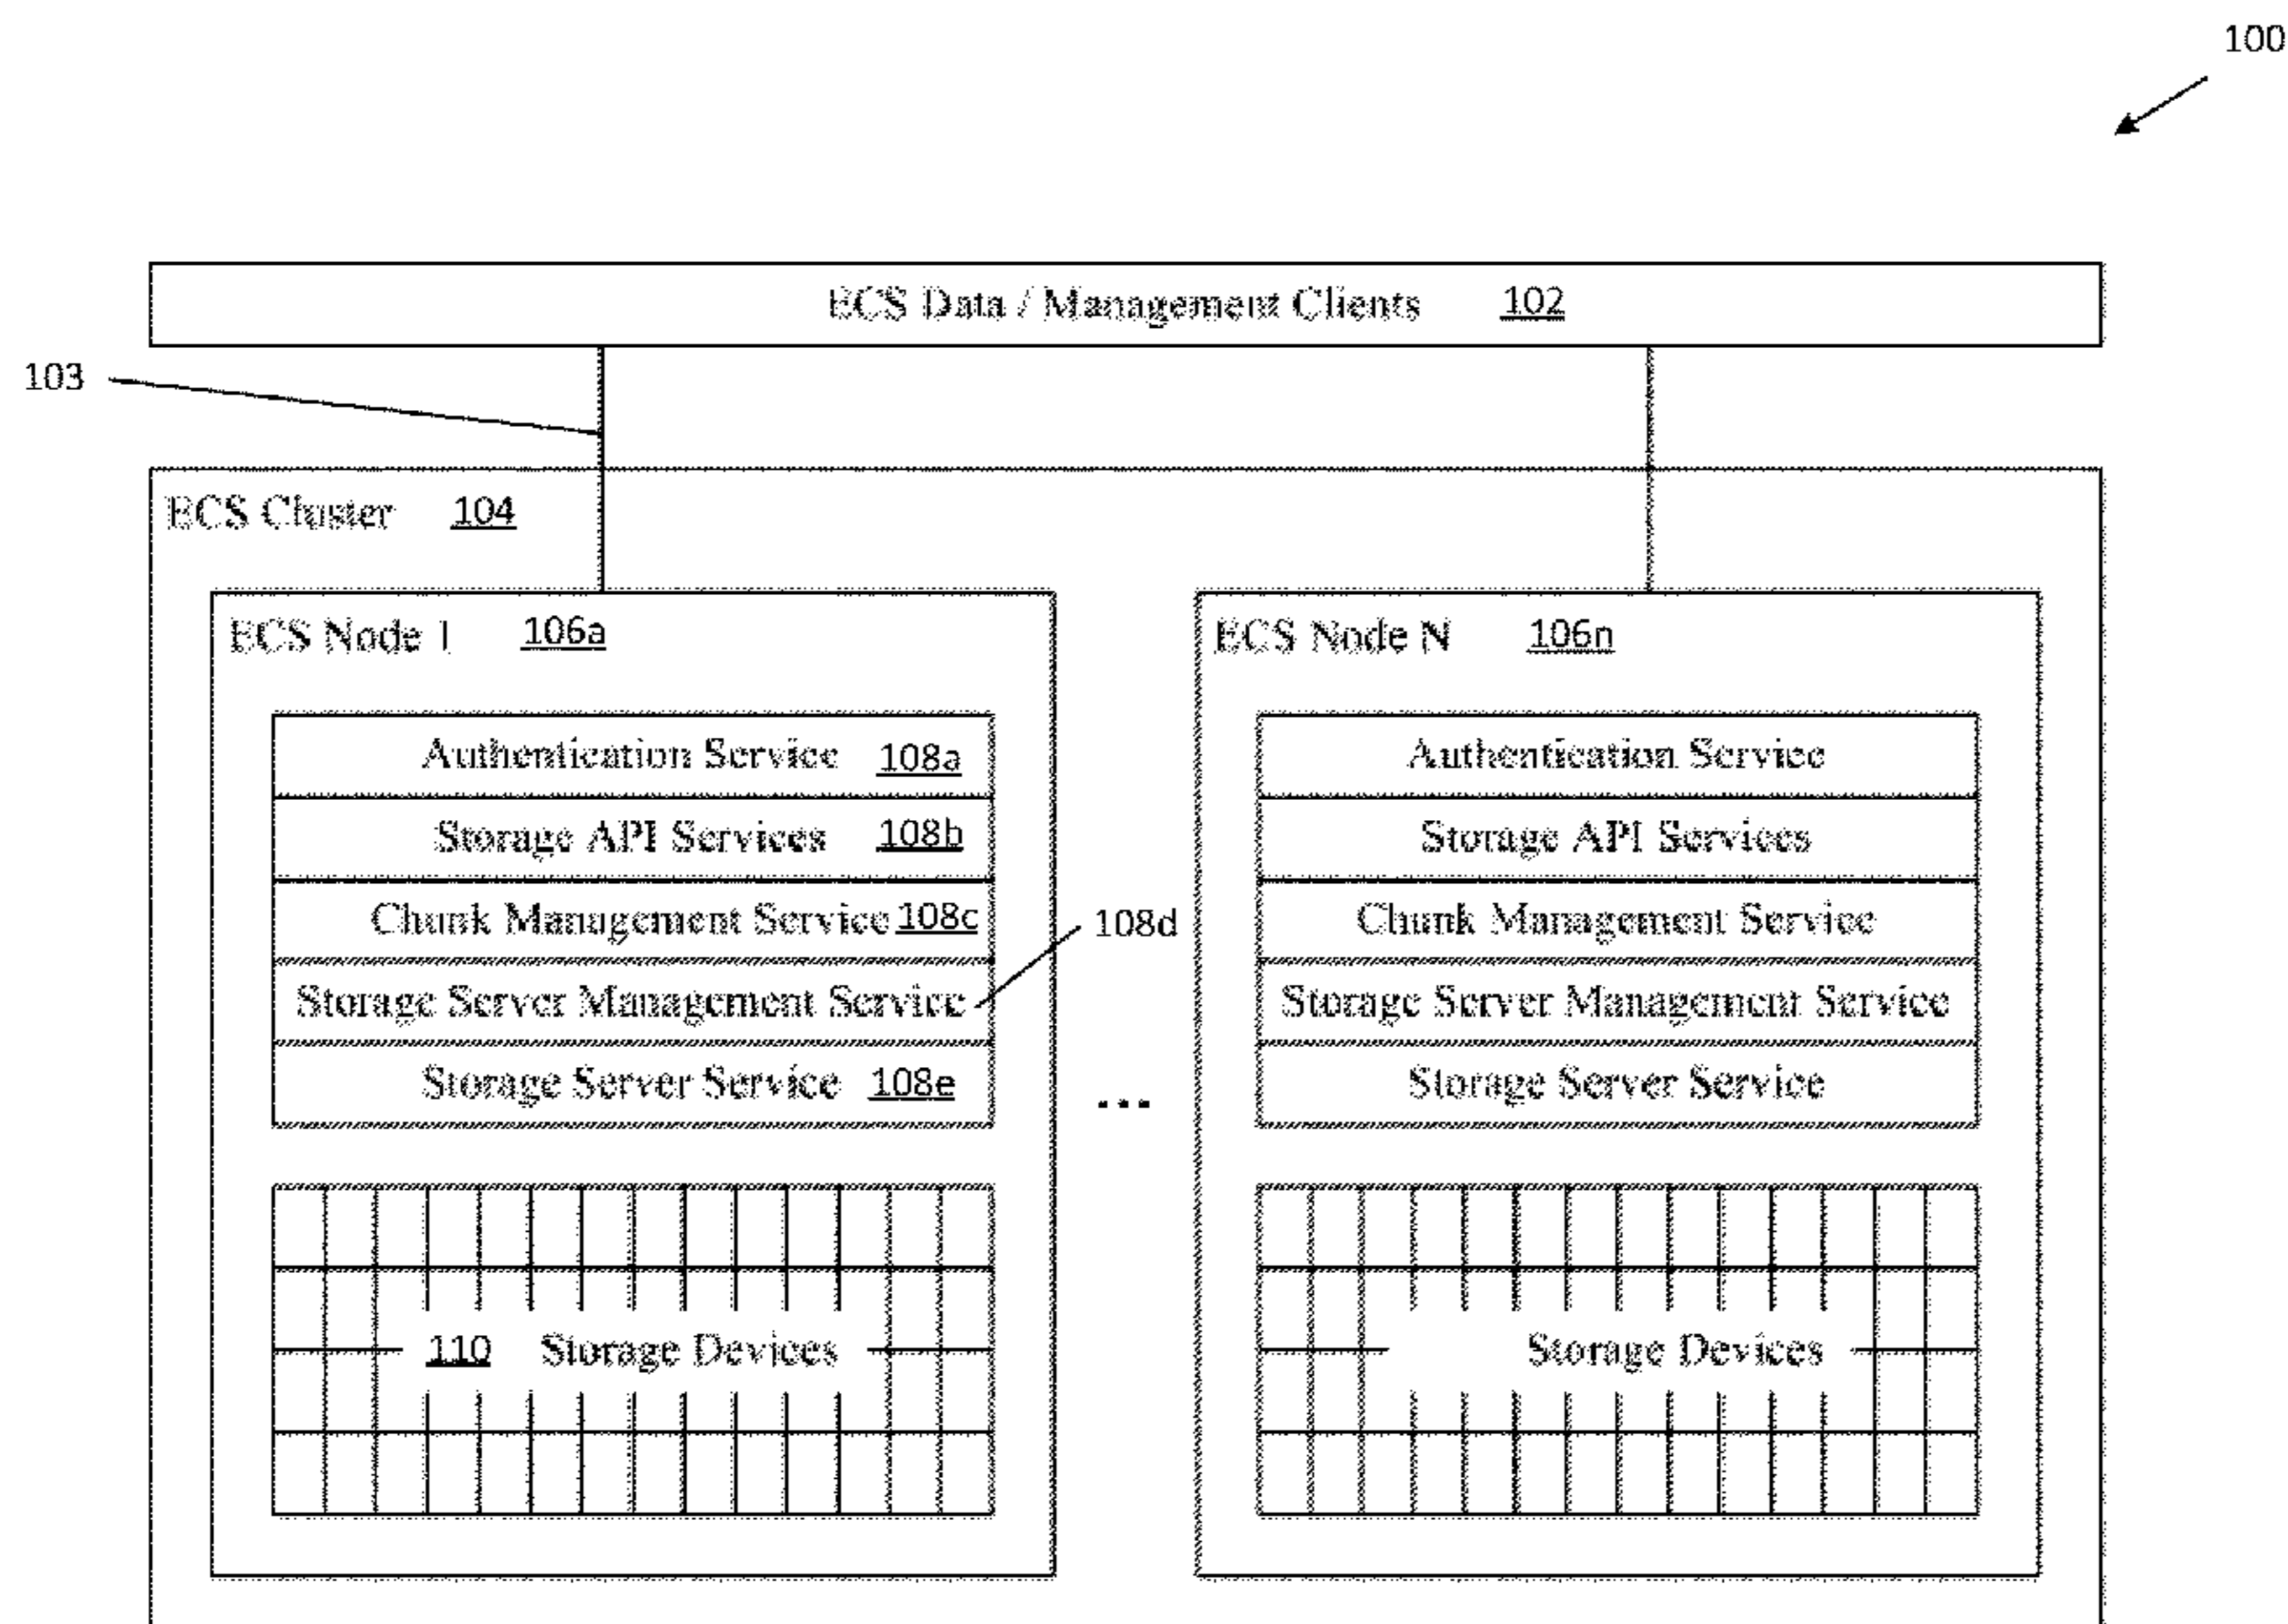 100
ECS Data / Management Clients 102
103
ECS Cluster 104
ECS Node 1 106a
ECS Node N 106n
Authentication Service 108a
Authentication Service
Storage API Services 108b
Storage API Services
Chunk Management Service 108c
108d
Chunk Management Service
Storage Server Management Service
Storage Server Management Service
Storage Server Service 108e
...
Storage Server Service
110 Storage Devices
Storage Devices